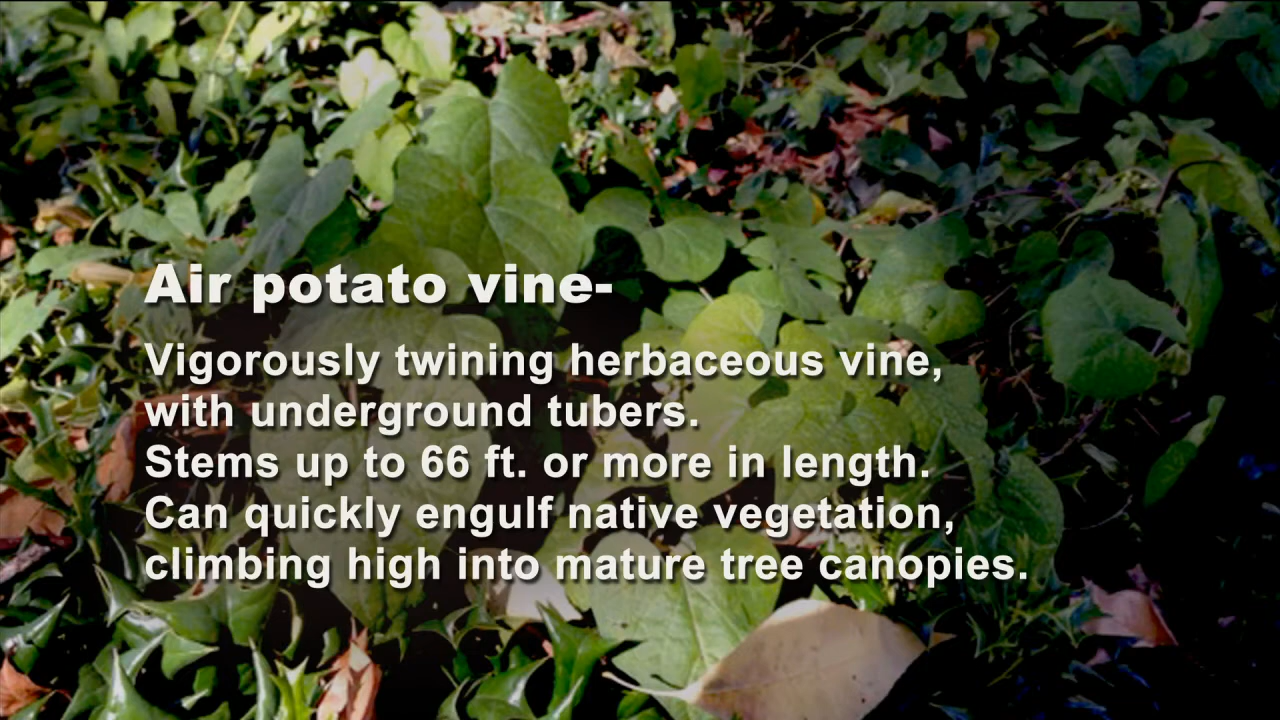 Air potato vine-
Vigorously twining herbaceous vine,
with underground tubers.
Stems up to 66 ft. or more in length.
Can quickly engulf native vegetation,
climbing high into mature tree canopies.